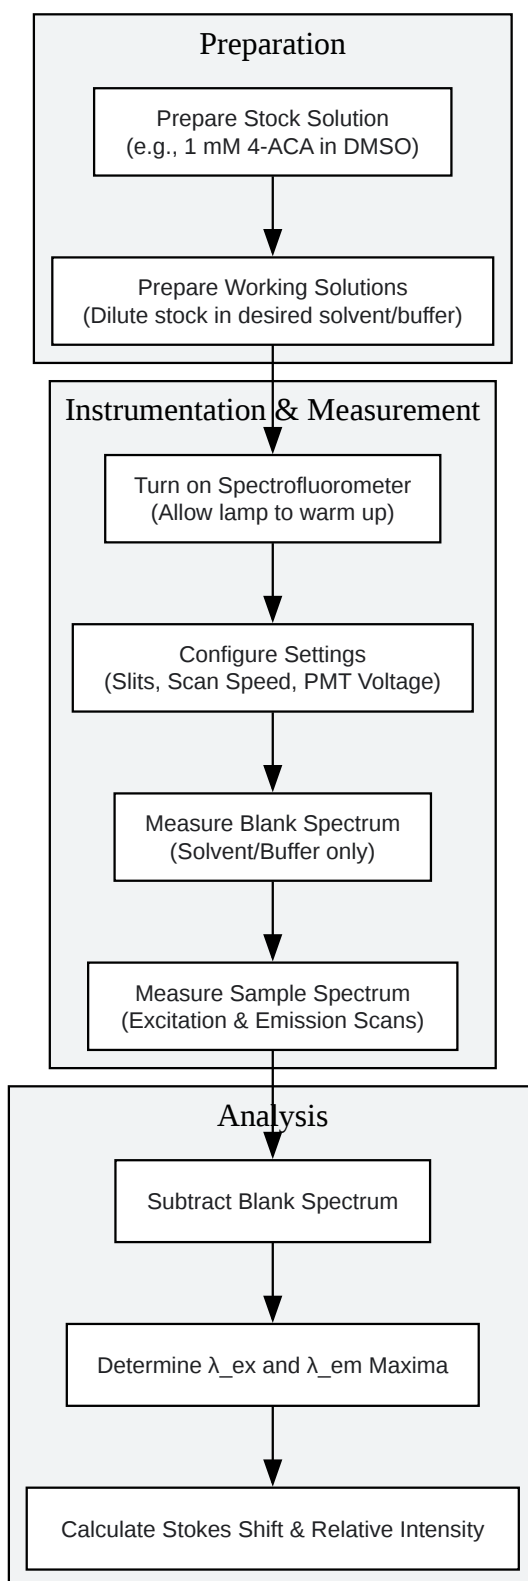 Preparation
Prepare Stock Solution
(e.g., 1 mM 4-ACA in DMSO)
Prepare Working Solutions
(Dilute stock in desired solvent/buffer)
Instrumentation & Measurement
Turn on Spectrofluorometer
(Allow lamp to warm up)
Configure Settings
(Slits, Scan Speed, PMT Voltage)
Measure Blank Spectrum
(Solvent/Buffer only)
Measure Sample Spectrum
(Excitation & Emission Scans)
Analysis
Subtract Blank Spectrum
Determine λ_ex and λ_em Maxima
Calculate Stokes Shift & Relative Intensity